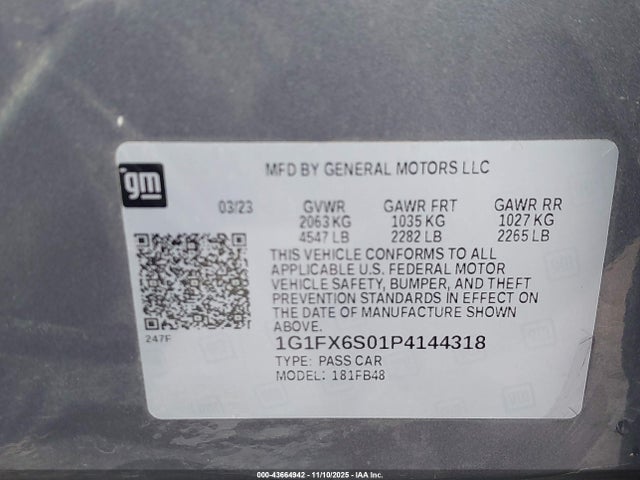 gm
MFD BY GENERAL MOTORS LLC
03/23 GVWR GAWR FRT GAWR RR
2063 KG 1035 KG 1027 KG
4547 LB 2282 LB 2265 LB
THIS VEHICLE CONFORMS TO ALL
APPLICABLE U.S. FEDERAL MOTOR
VEHICLE SAFETY, BUMPER, AND THEFT
PREVENTION STANDARDS IN EFFECT ON
THE DATE OF MANUFACTURE SHOWN
ABOVE.
247F
1G1FX6S01P4144318
TYPE: PASS CAR
MODEL: 181FB48
000-43664942 - 11/10/2025 - IAA Inc.